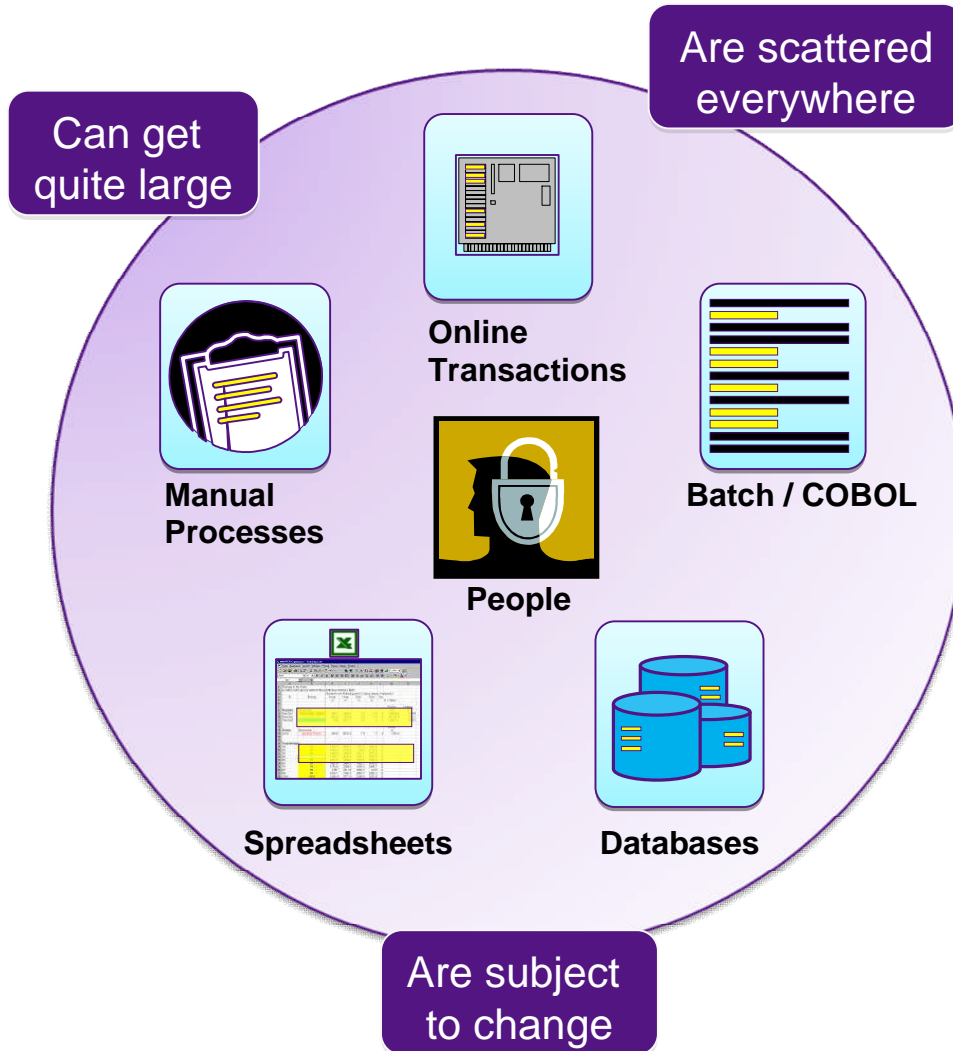 Are scattered
everywhere
Can get
quite large
Online
Transactions
Manual
Processes
Batch / COBOL
People
Spreadsheets
Databases
Are subject
to change